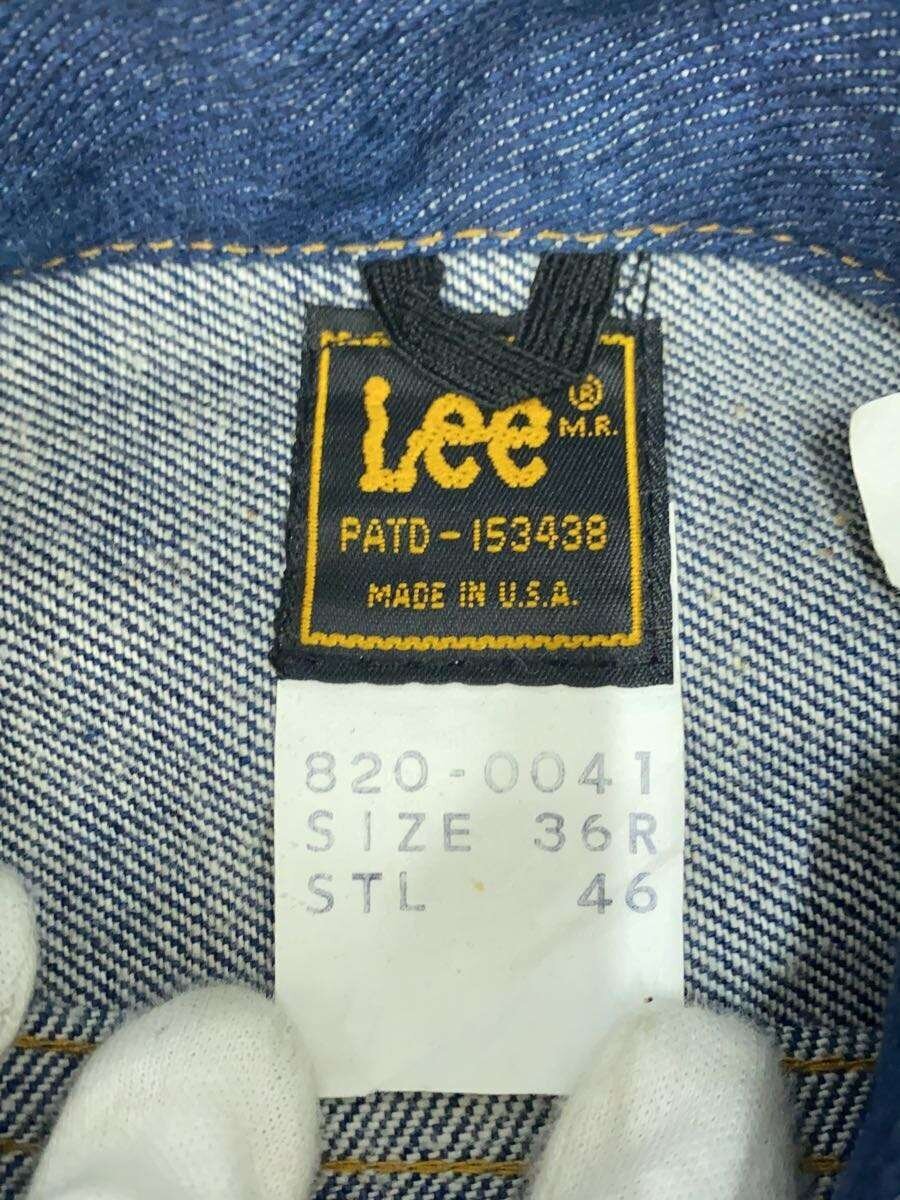 Lee ®
M.R.
PATD-153438
MADE IN U.S.A.
820-0041
SIZE 36R
STL 46